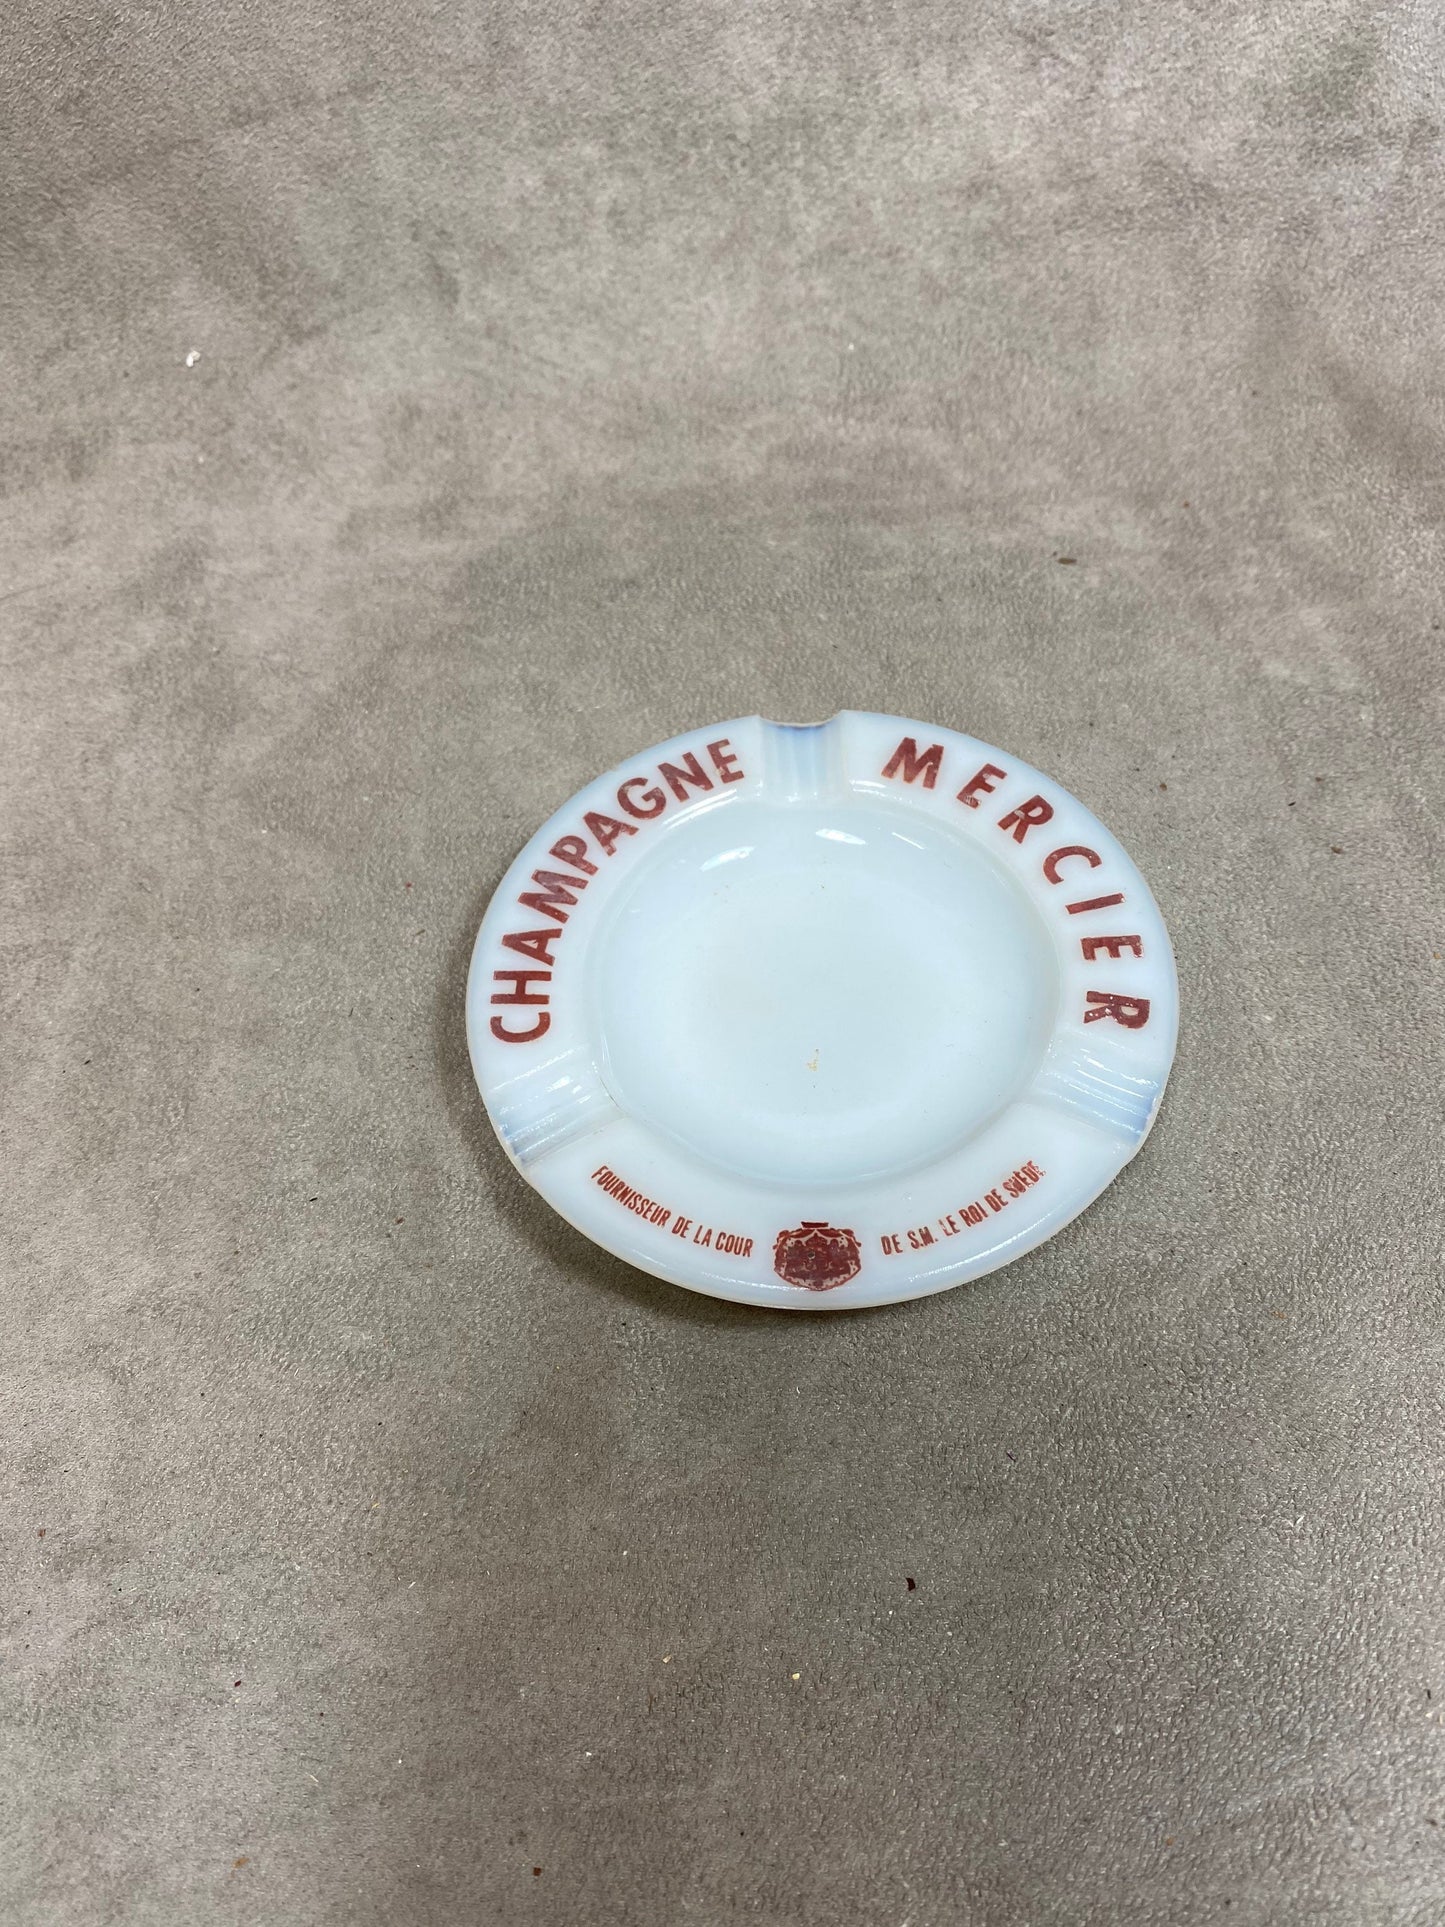 CHAMPAGNE MERCIER
FOURNISSEUR DE LA COUR DE S.M. LE ROI DE SUÈDE